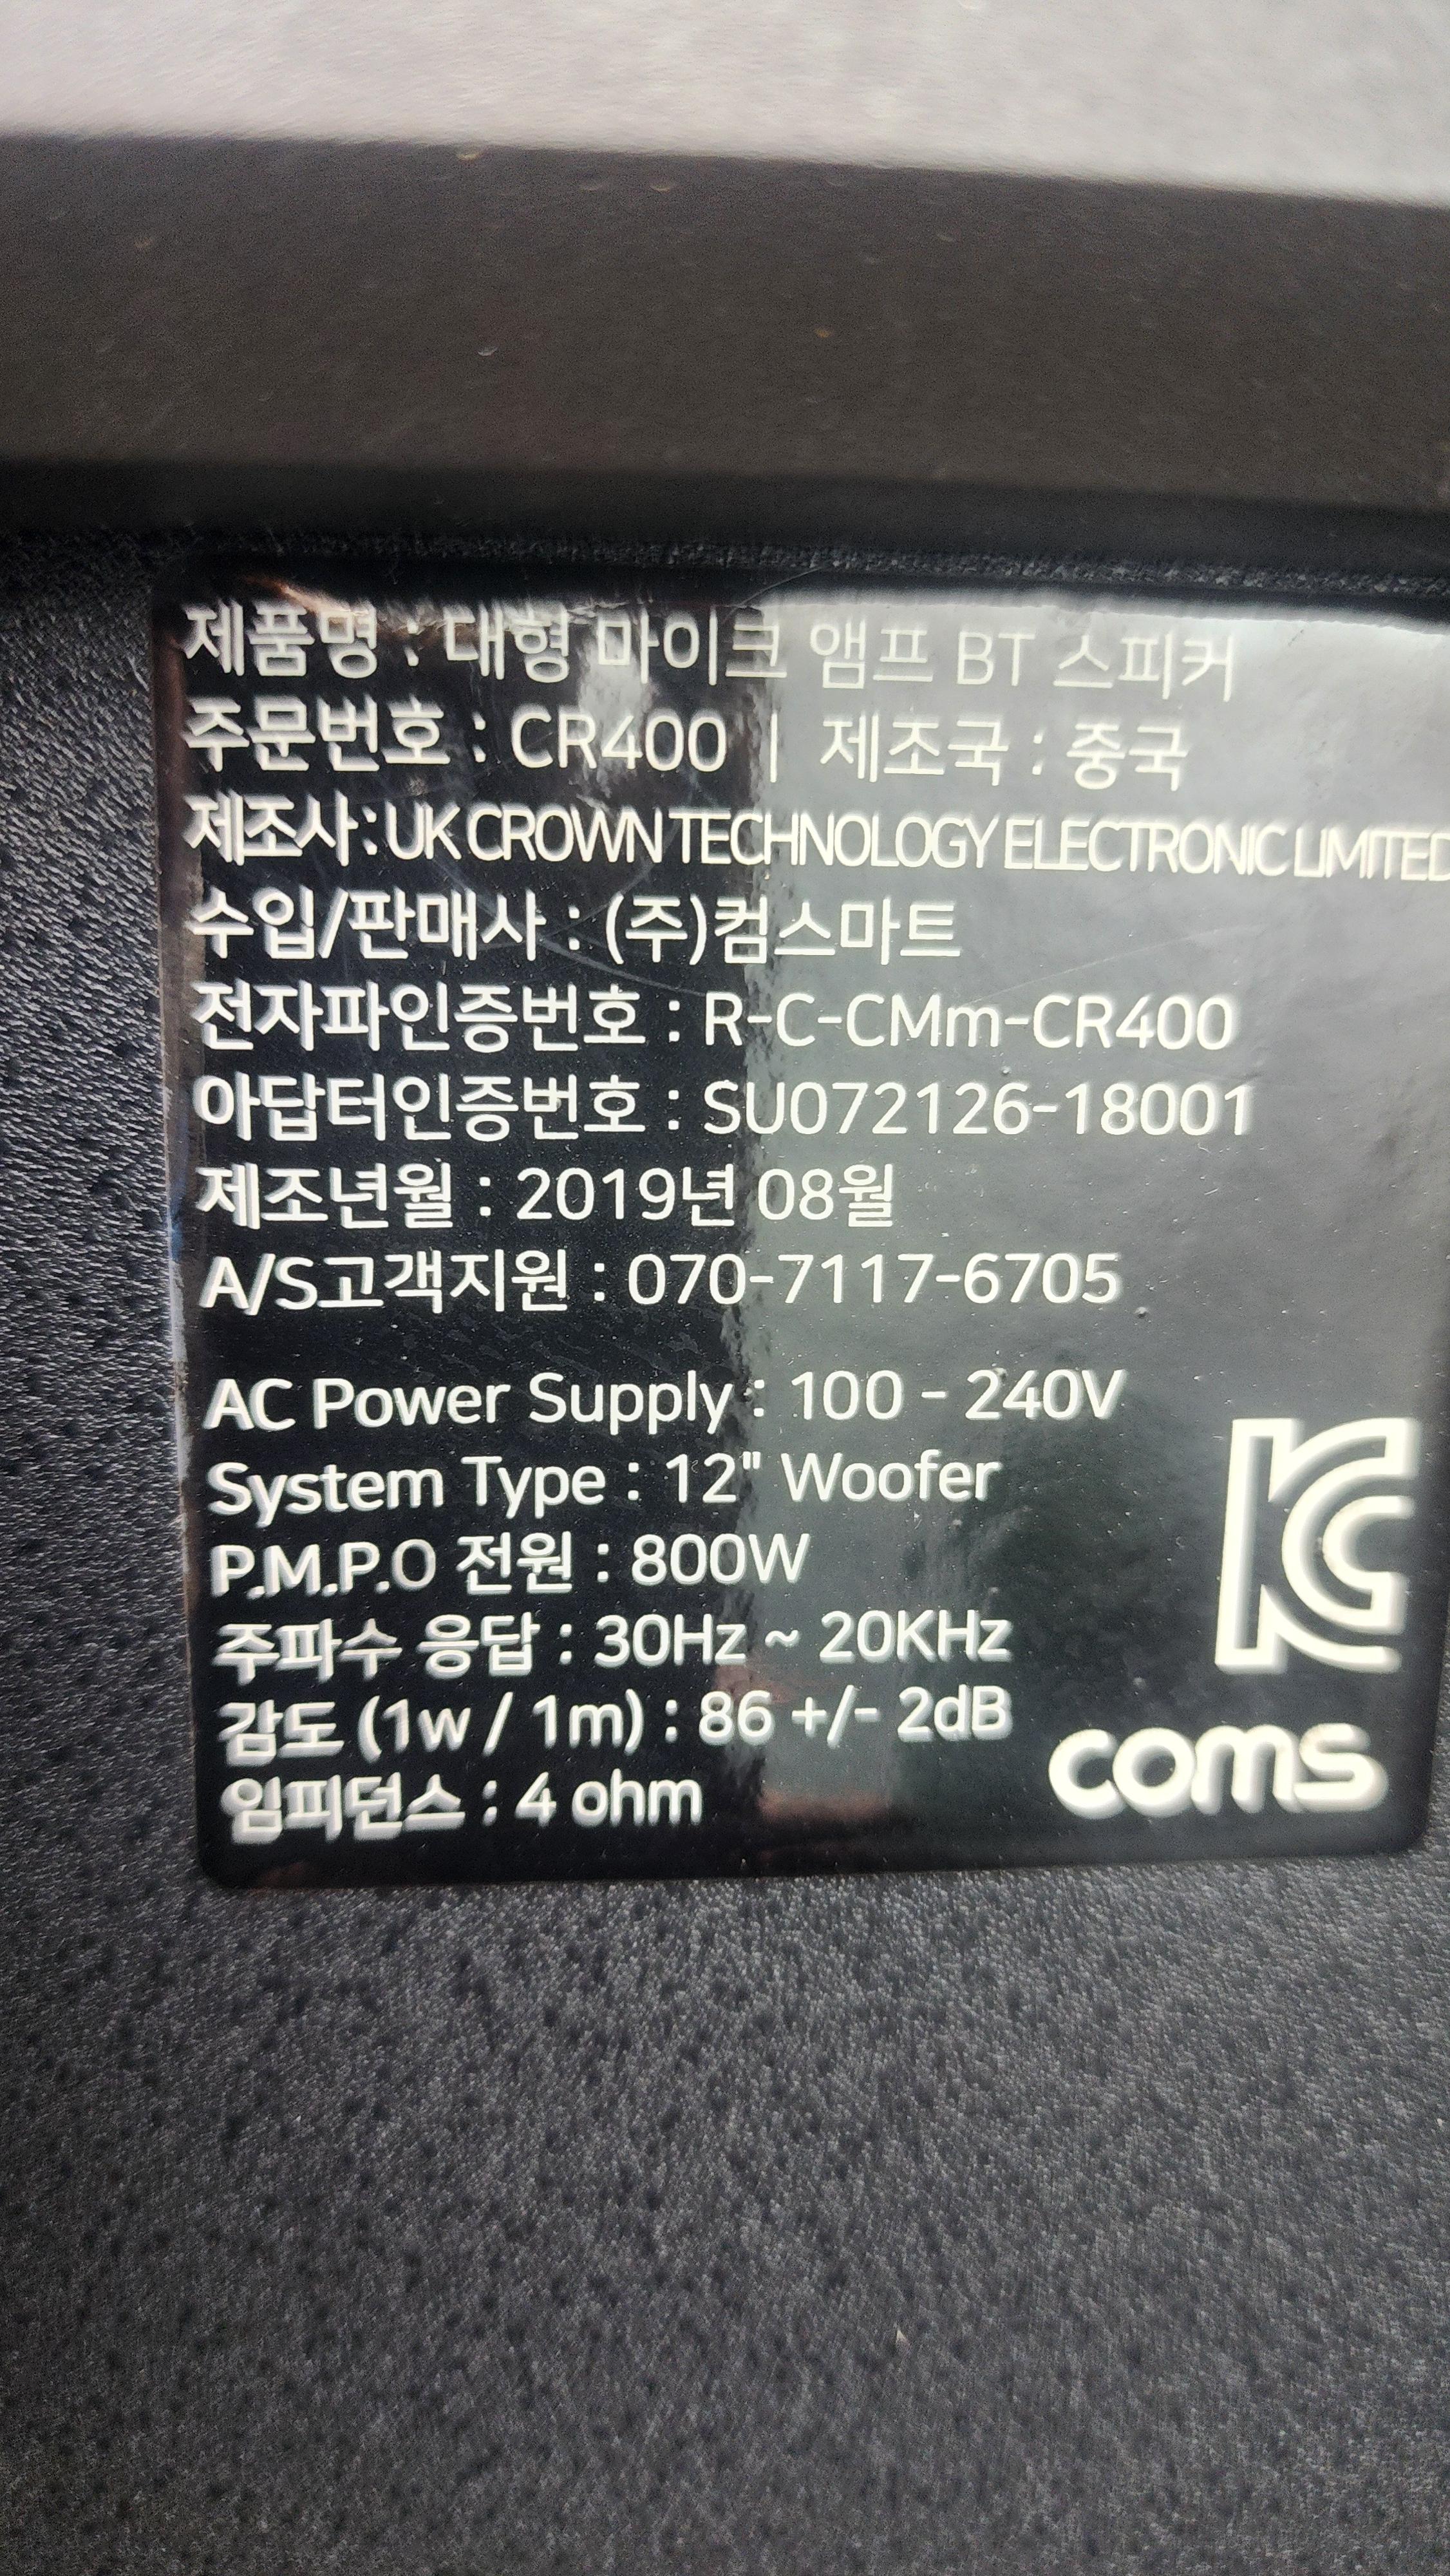 제품명 : 대형 마이크 앰프 BT 스피커
주문번호 : CR400 | 제조국 : 중국
제조사 : UK CROWN TECHNOLOGY ELECTRONIC LIMITED
수입/판매사 : (주)컴스마트
전자파인증번호 : R-C-CMm-CR400
아답터인증번호 : SU072126-18001
제조년월 : 2019년 08월
A/S고객지원 : 070-7117-6705
AC Power Supply : 100 - 240V
System Type : 12" Woofer
P.M.P.O 전원 : 800W
주파수 응답 : 30Hz ~ 20KHz
감도 (1w / 1m) : 86 +/- 2dB
임피던스 : 4 ohm
KC
coms